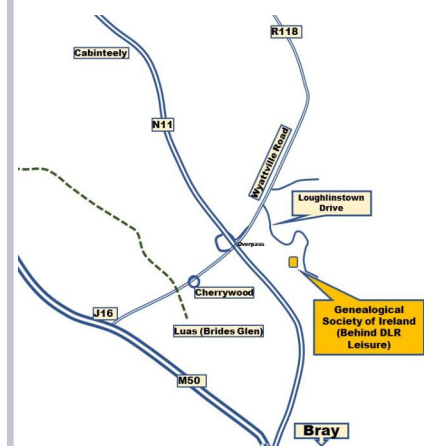 R118
Cabinteely
N11
Wyattville Road
Loughlinstown
Drive
Overpass
Cherrywood
Genealogical
Society of Ireland
(Behind DLR
Leisure)
J16
Luas (Brides Glen)
M50
Bray